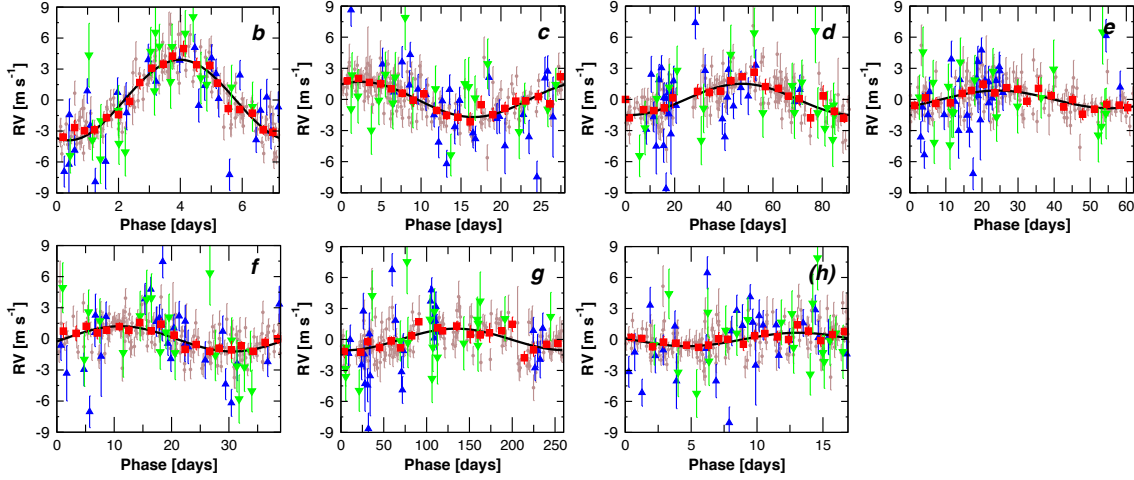 b c d e
RV [m s⁻¹] 9 6 3 0 -3 -6 -9
RV [m s⁻¹] 9 6 3 0 -3 -6 -9
RV [m s⁻¹] 9 6 3 0 -3 -6 -9
RV [m s⁻¹] 9 6 3 0 -3 -6 -9
0 2 4 6
0 5 10 15 20 25
0 20 40 60 80
0 10 20 30 40 50 60
Phase [days] Phase [days] Phase [days] Phase [days]
f g (h)
RV [m s⁻¹] 9 6 3 0 -3 -6 -9
RV [m s⁻¹] 9 6 3 0 -3 -6 -9
RV [m s⁻¹] 9 6 3 0 -3 -6 -9
0 10 20 30
0 50 100 150 200 250
0 5 10 15
Phase [days] Phase [days] Phase [days]